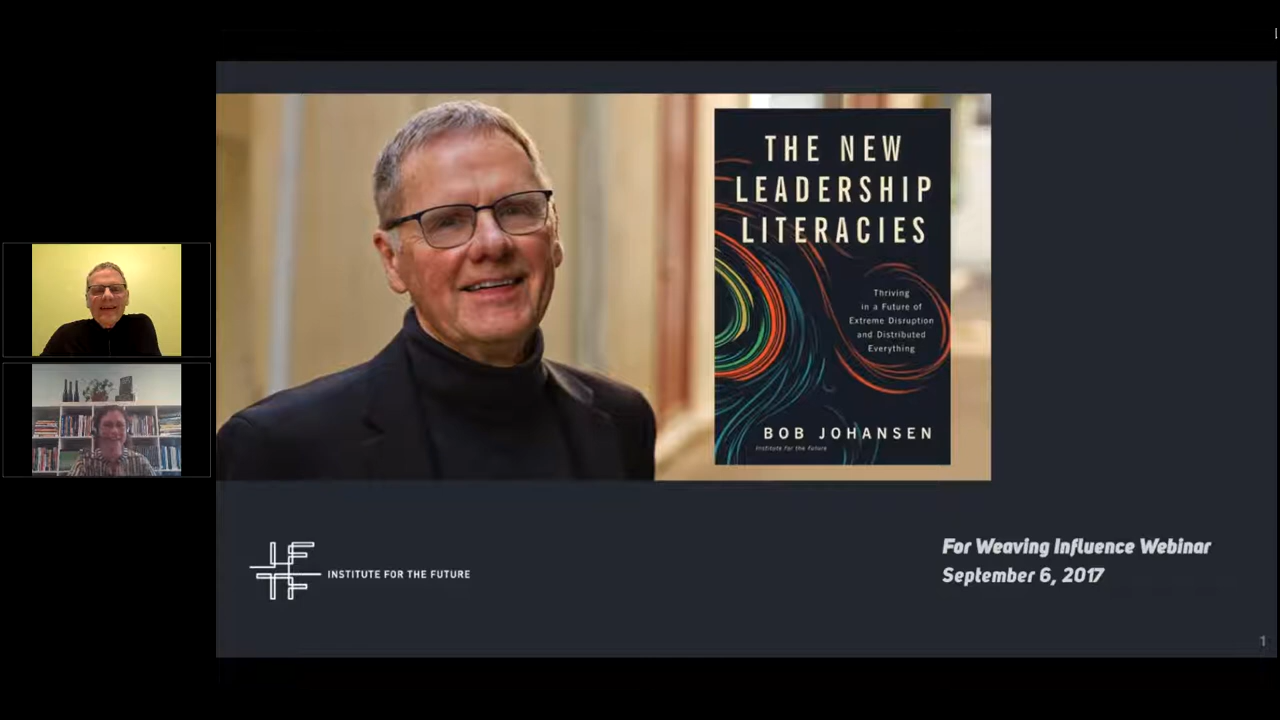 THE NEW
LEADERSHIP
LITERACIES
Thriving
in a Future of
Extreme Disruption
and Distributed
Everything
BOB JOHANSEN
Institute for the Future
IFTF
INSTITUTE FOR THE FUTURE
For Weaving Influence Webinar
September 6, 2017
1